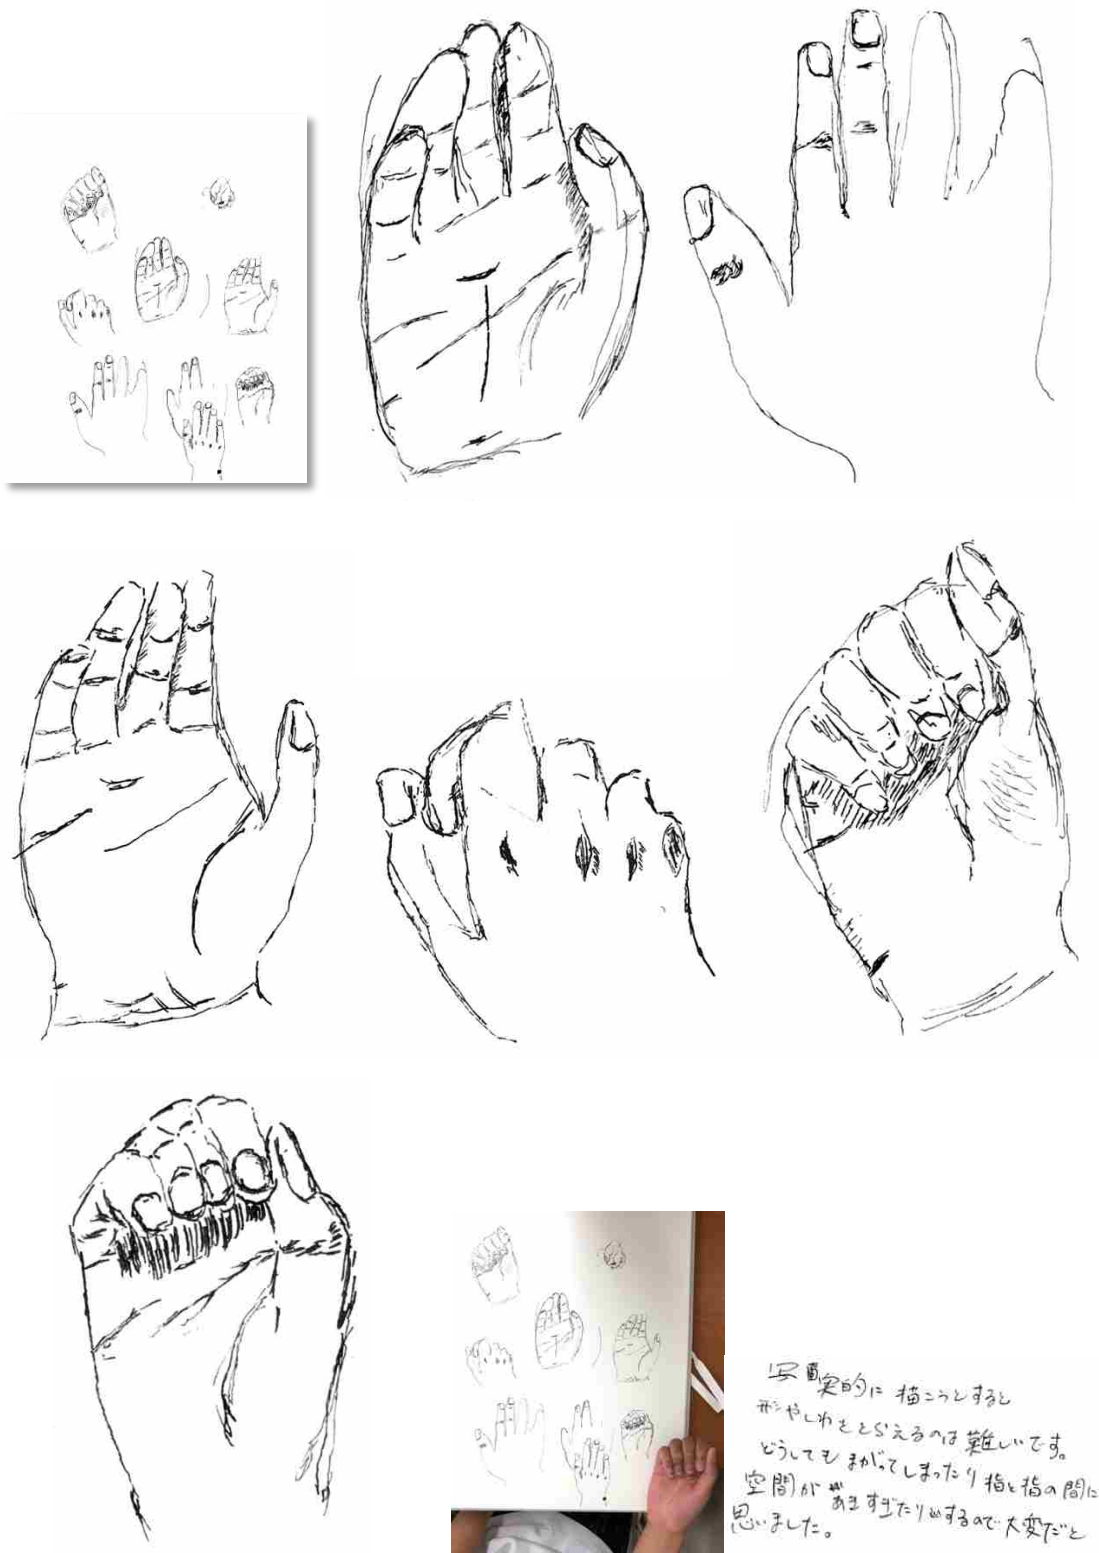 写実的に描こうとすると
形やしわをとらえるのは難しいです。
どうしてもまがってしまったり指と指の間に
空間があきすぎたりするので大変だと
思いました。